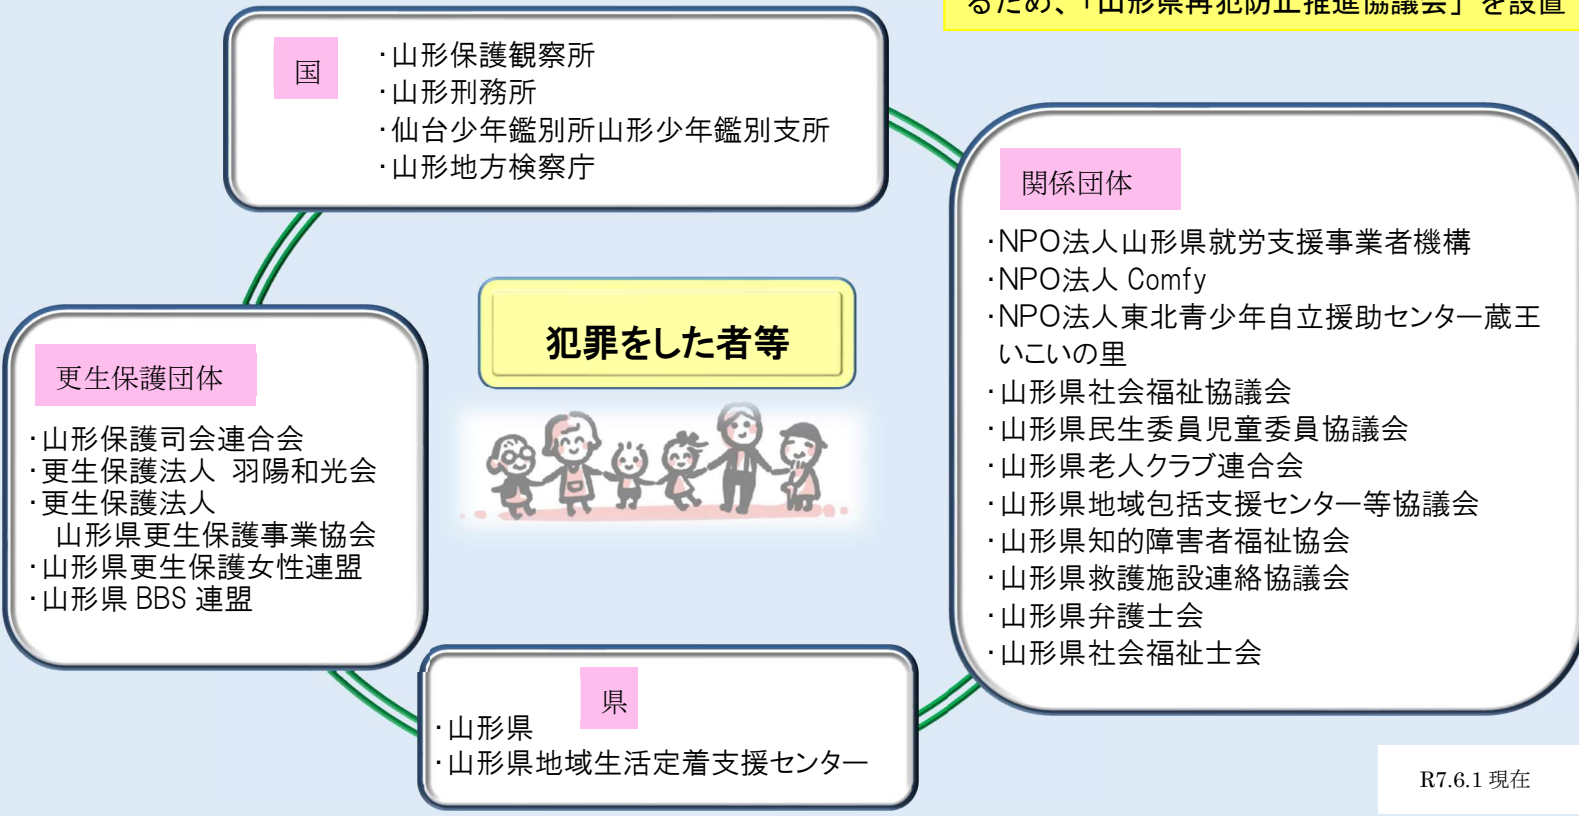 るため、「山形県再犯防止推進協議会」を設置
国
・山形保護観察所
・山形刑務所
・仙台少年鑑別所山形少年鑑別支所
・山形地方検察庁
関係団体
・NPO法人山形県就労支援事業者機構
・NPO法人 Comfy
・NPO法人東北青少年自立援助センター蔵王
いこいの里
・山形県社会福祉協議会
・山形県民生委員児童委員協議会
・山形県老人クラブ連合会
・山形県地域包括支援センター等協議会
・山形県知的障害者福祉協会
・山形県救護施設連絡協議会
・山形県弁護士会
・山形県社会福祉士会
犯罪をした者等
更生保護団体
・山形保護司会連合会
・更生保護法人 羽陽和光会
・更生保護法人
山形県更生保護事業協会
・山形県更生保護女性連盟
・山形県 BBS 連盟
県
・山形県
・山形県地域生活定着支援センター
R7.6.1 現在